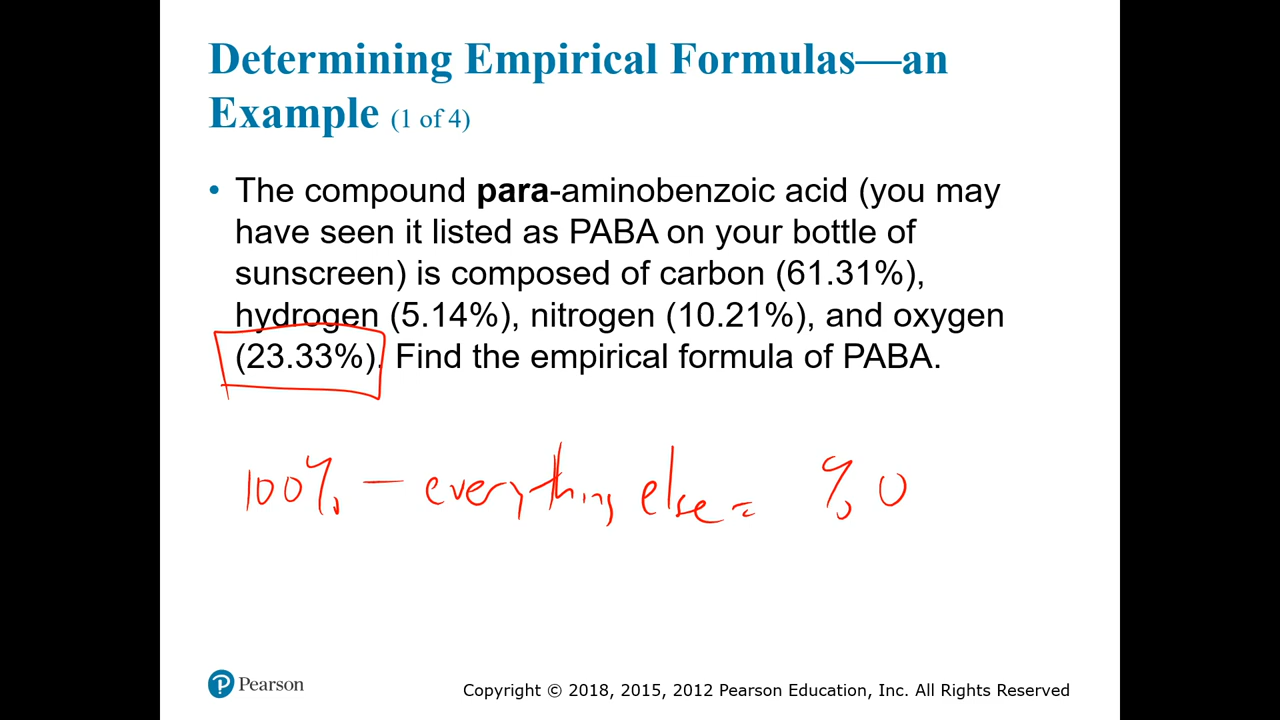 Determining Empirical Formulas—an
Example (1 of 4)
• The compound para-aminobenzoic acid (you may
have seen it listed as PABA on your bottle of
sunscreen) is composed of carbon (61.31%),
hydrogen (5.14%), nitrogen (10.21%), and oxygen
(23.33%). Find the empirical formula of PABA.
100% — everything else = % O
Pearson
Copyright © 2018, 2015, 2012 Pearson Education, Inc. All Rights Reserved